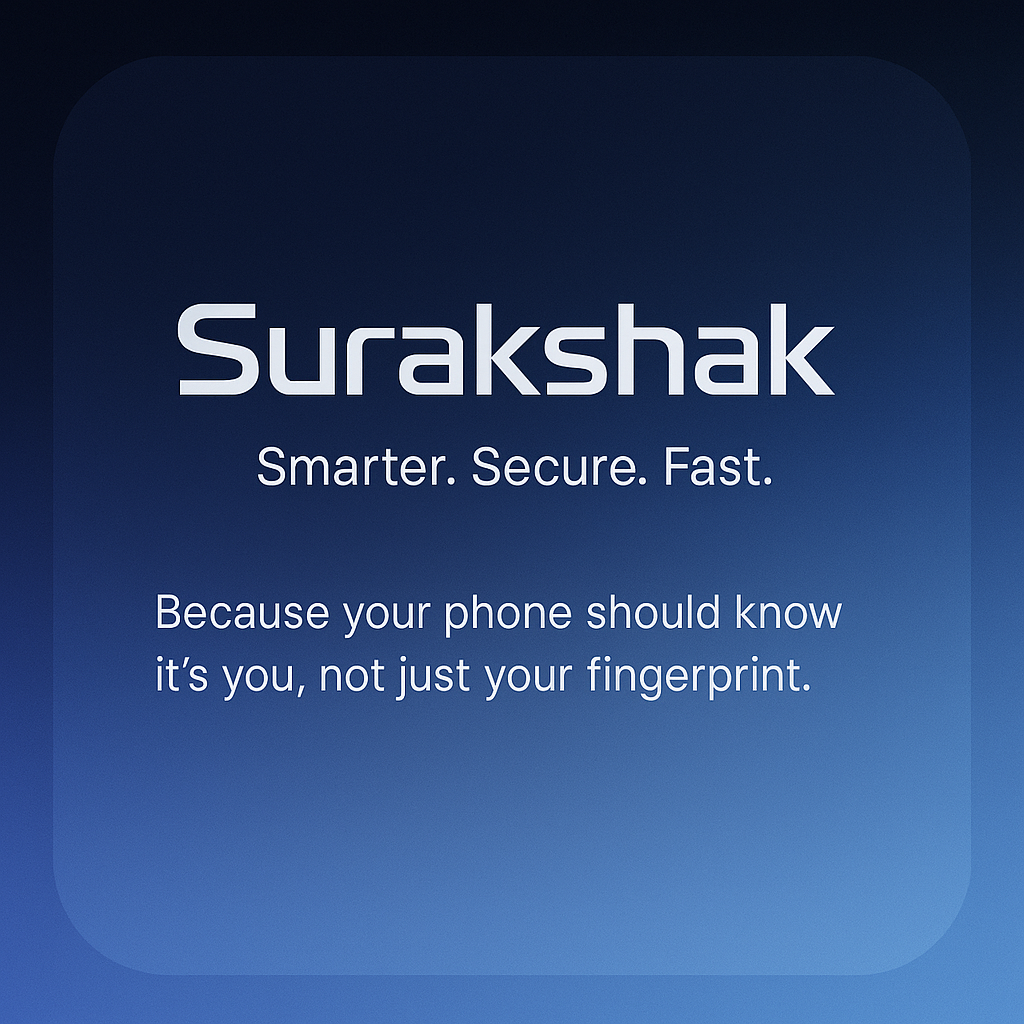 Surakshak
Smarter. Secure. Fast.
Because your phone should know
it’s you, not just your fingerprint.